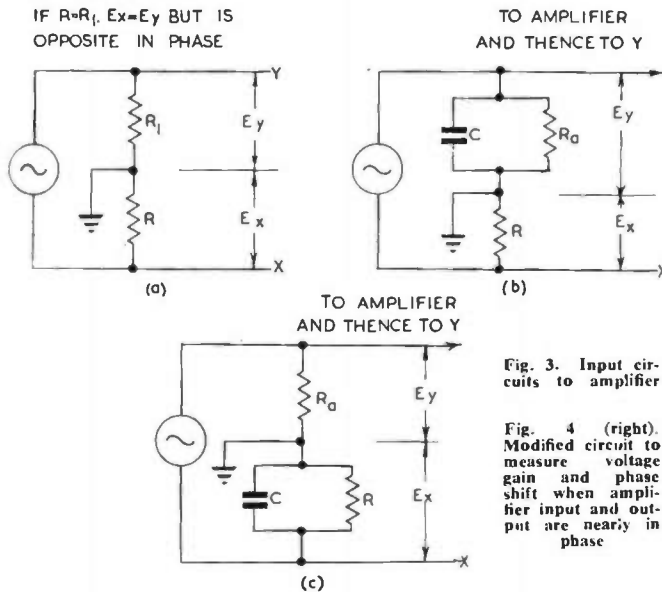 IF R=R₁. Ex=Ey BUT IS
OPPOSITE IN PHASE
Y
R₁
Ey
R
Ex
X
(a)
TO AMPLIFIER
AND THENCE TO Y
C
Ra
Ey
R
Ex
X
(b)
TO AMPLIFIER
AND THENCE TO Y
Ra
Ey
C
R
Ex
X
(c)
Fig. 3. Input cir-
cuits to amplifier
Fig. 4 (right).
Modified circuit to
measure voltage
gain and phase
shift when ampli-
fier input and out-
put are nearly in
phase